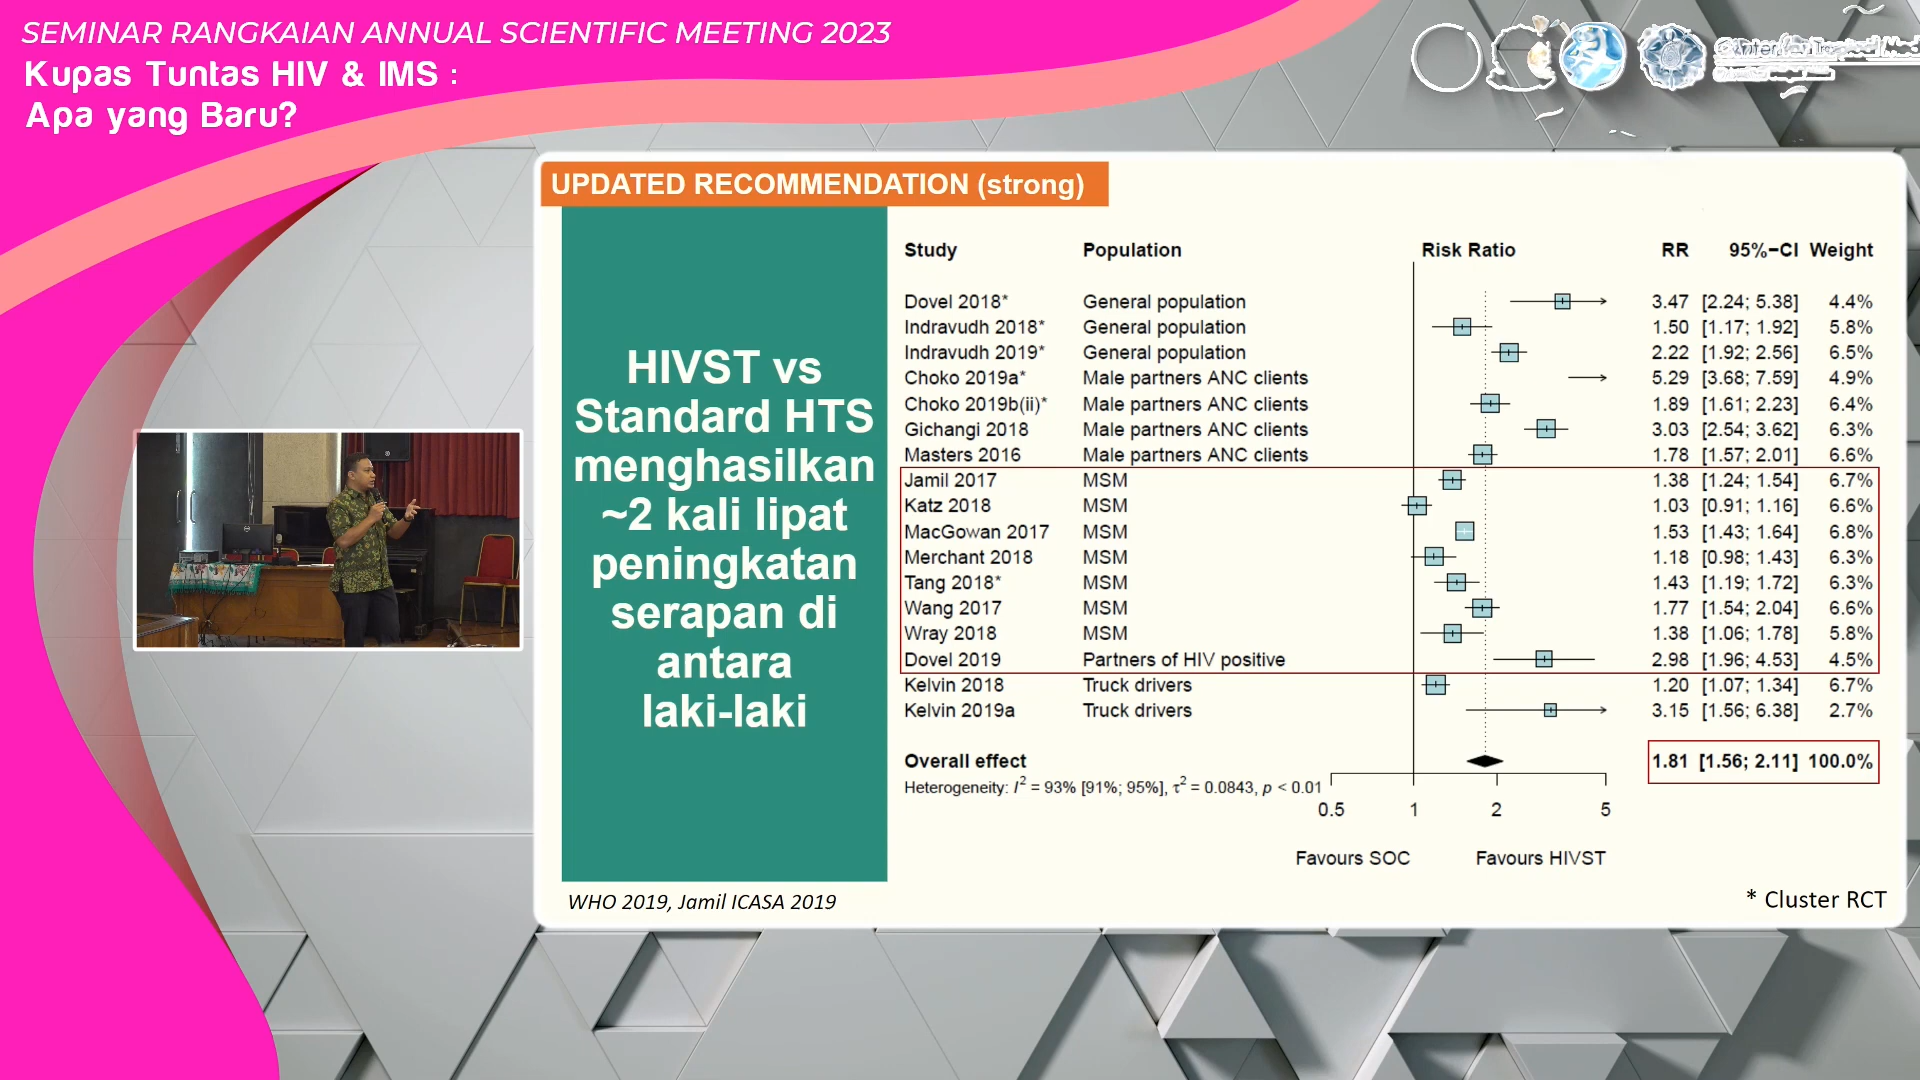 SEMINAR RANGKAIAN ANNUAL SCIENTIFIC MEETING 2023
Kupas Tuntas HIV & IMS :
Apa yang Baru?
UPDATED RECOMMENDATION (strong)
HIVST vs
Standard HTS
menghasilkan
~2 kali lipat
peningkatan
serapan di
antara
laki-laki
Study Population Risk Ratio RR 95%−CI Weight
Dovel 2018* General population 3.47 [2.24; 5.38] 4.4%
Indravudh 2018* General population 1.50 [1.17; 1.92] 5.8%
Indravudh 2019* General population 2.22 [1.92; 2.56] 6.5%
Choko 2019a* Male partners ANC clients 5.29 [3.68; 7.59] 4.9%
Choko 2019b(ii)* Male partners ANC clients 1.89 [1.61; 2.23] 6.4%
Gichangi 2018 Male partners ANC clients 3.03 [2.54; 3.62] 6.3%
Masters 2016 Male partners ANC clients 1.78 [1.57; 2.01] 6.6%
Jamil 2017 MSM 1.38 [1.24; 1.54] 6.7%
Katz 2018 MSM 1.03 [0.91; 1.16] 6.6%
MacGowan 2017 MSM 1.53 [1.43; 1.64] 6.8%
Merchant 2018 MSM 1.18 [0.98; 1.43] 6.3%
Tang 2018* MSM 1.43 [1.19; 1.72] 6.3%
Wang 2017 MSM 1.77 [1.54; 2.04] 6.6%
Wray 2018 MSM 1.38 [1.06; 1.78] 5.8%
Dovel 2019 Partners of HIV positive 2.98 [1.96; 4.53] 4.5%
Kelvin 2018 Truck drivers 1.20 [1.07; 1.34] 6.7%
Kelvin 2019a Truck drivers 3.15 [1.56; 6.38] 2.7%
Overall effect 1.81 [1.56; 2.11] 100.0%
Heterogeneity: I² = 93% [91%; 95%], τ² = 0.0843, p < 0.01
0.5 1 2 5
Favours SOC Favours HIVST
WHO 2019, Jamil ICASA 2019
* Cluster RCT